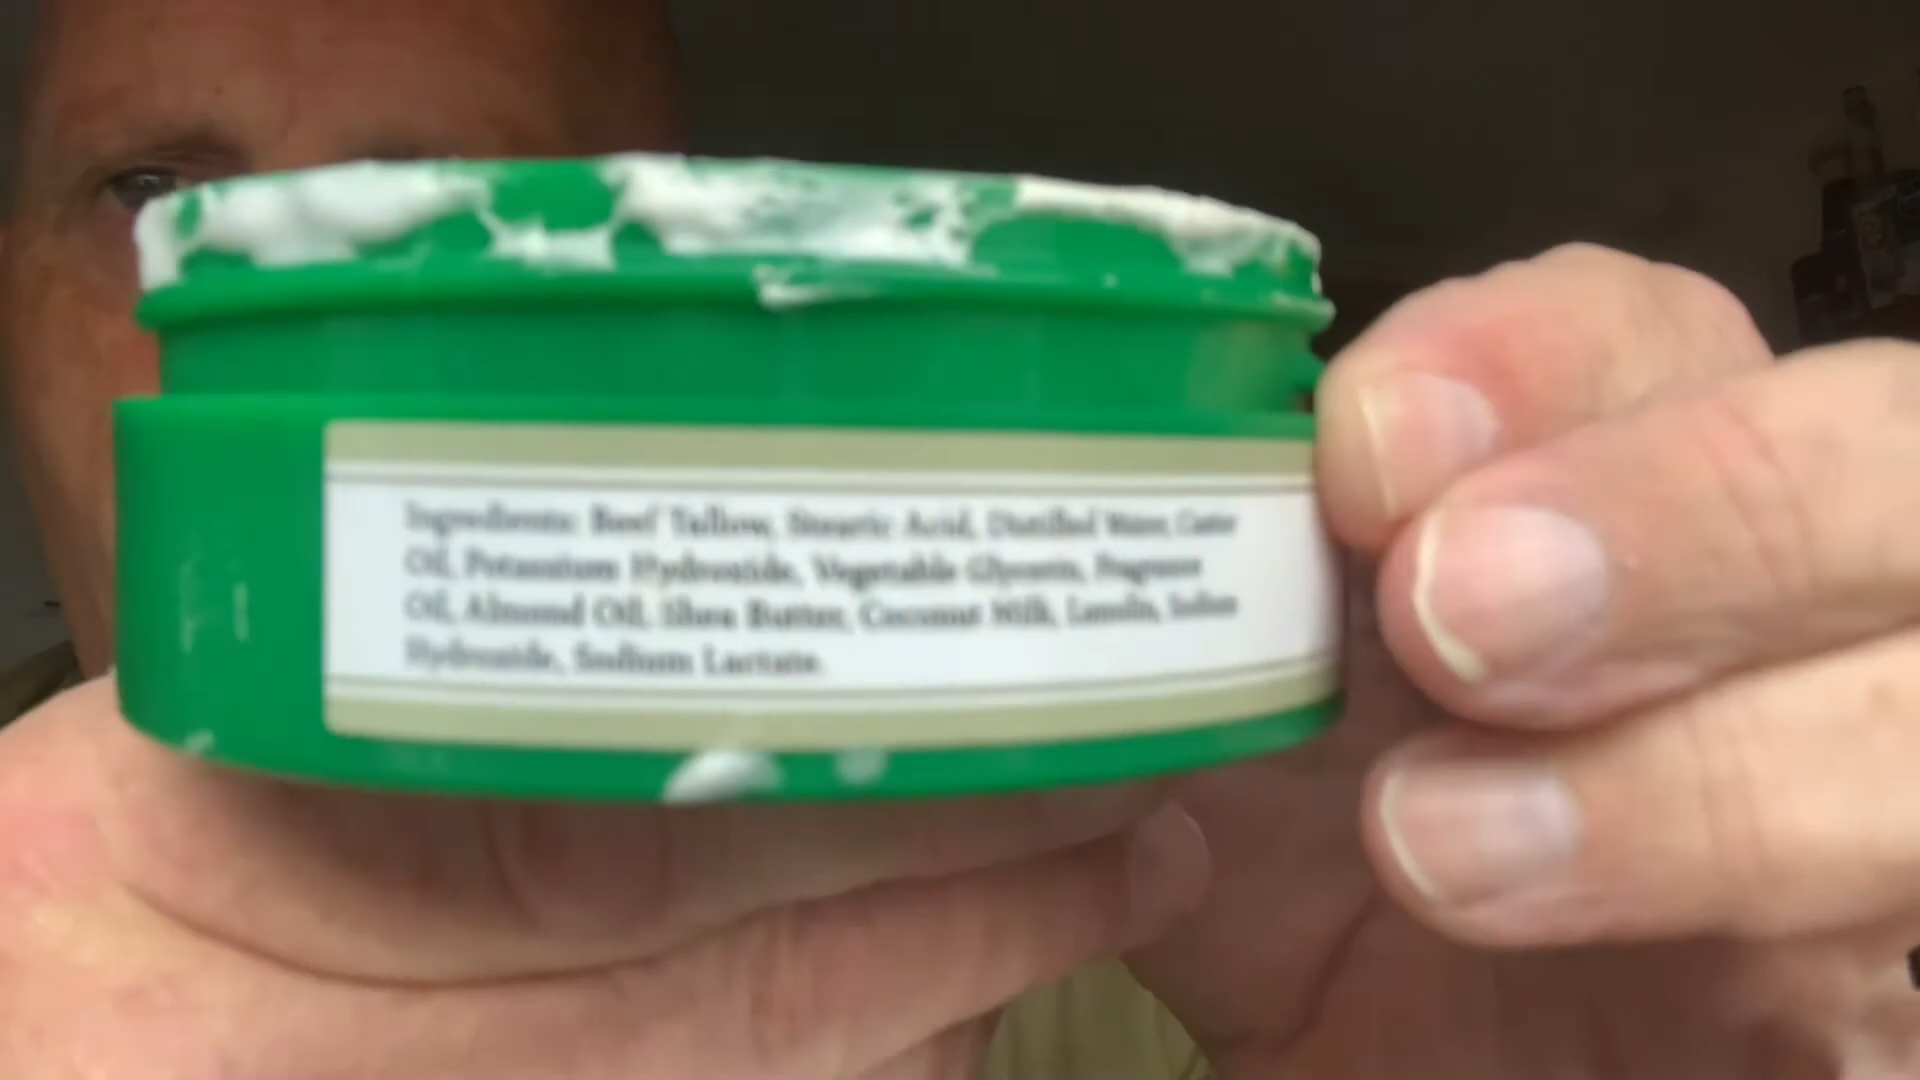 Ingredients: Beef Tallow, Stearic Acid, Distilled Water, Castor
Oil, Potassium Hydroxide, Vegetable Glycerin, Fragrance
Oil, Almond Oil, Shea Butter, Coconut Milk, Lanolin, Sodium
Hydroxide, Sodium Lactate.